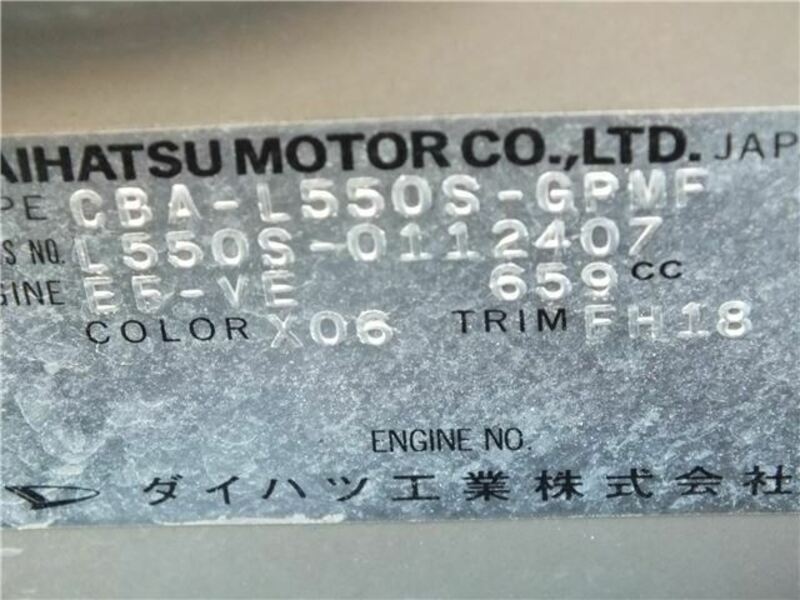 AIHATSU MOTOR CO.,LTD. JAP
PE CBA-L550S-GPMF
S NO. L550S-0112407
GINE EF-VE 659 CC
COLOR X06 TRIM FH18
ENGINE NO.
ダイハツ工業株式会社